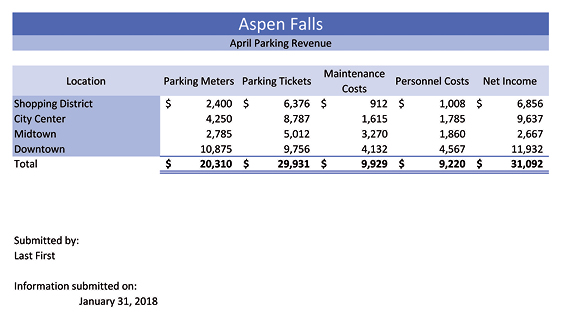 Aspen Falls
April Parking Revenue
Location Parking Meters Parking Tickets Maintenance Costs Personnel Costs Net Income
Shopping District $ 2,400 $ 6,376 $ 912 $ 1,008 $ 6,856
City Center 4,250 8,787 1,615 1,785 9,637
Midtown 2,785 5,012 3,270 1,860 2,667
Downtown 10,875 9,756 4,132 4,567 11,932
Total $ 20,310 $ 29,931 $ 9,929 $ 9,220 $ 31,092
Submitted by:
Last First
Information submitted on:
January 31, 2018